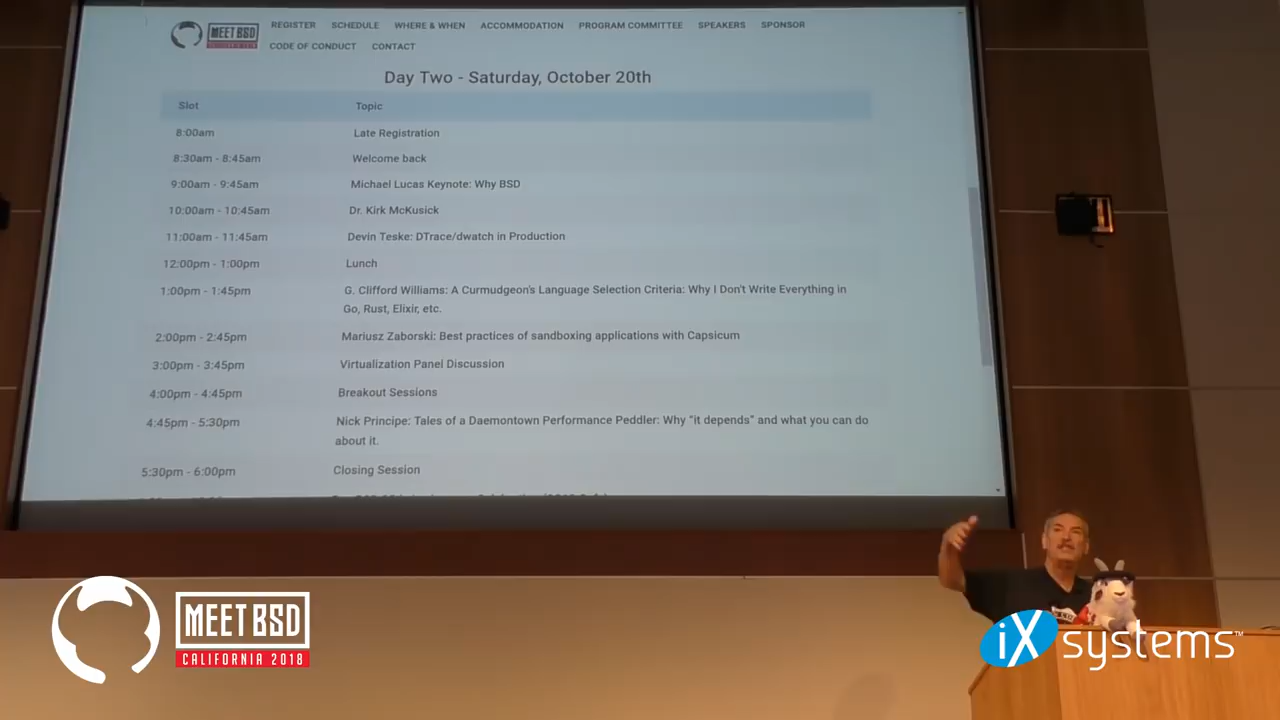 MEET BSD
CALIFORNIA 2018
REGISTER SCHEDULE WHERE & WHEN ACCOMMODATION PROGRAM COMMITTEE SPEAKERS SPONSOR
CODE OF CONDUCT CONTACT
Day Two - Saturday, October 20th
Slot Topic
8:00am Late Registration
8:30am - 8:45am Welcome back
9:00am - 9:45am Michael Lucas Keynote: Why BSD
10:00am - 10:45am Dr. Kirk McKusick
11:00am - 11:45am Devin Teske: DTrace/dwatch in Production
12:00pm - 1:00pm Lunch
1:00pm - 1:45pm G. Clifford Williams: A Curmudgeon's Language Selection Criteria: Why I Don't Write Everything in
Go, Rust, Elixir, etc.
2:00pm - 2:45pm Mariusz Zaborski: Best practices of sandboxing applications with Capsicum
3:00pm - 3:45pm Virtualization Panel Discussion
4:00pm - 4:45pm Breakout Sessions
4:45pm - 5:30pm Nick Principe: Tales of a Daemontown Performance Peddler: Why "it depends" and what you can do
about it.
5:30pm - 6:00pm Closing Session
MEET BSD
CALIFORNIA 2018
iXsystems™